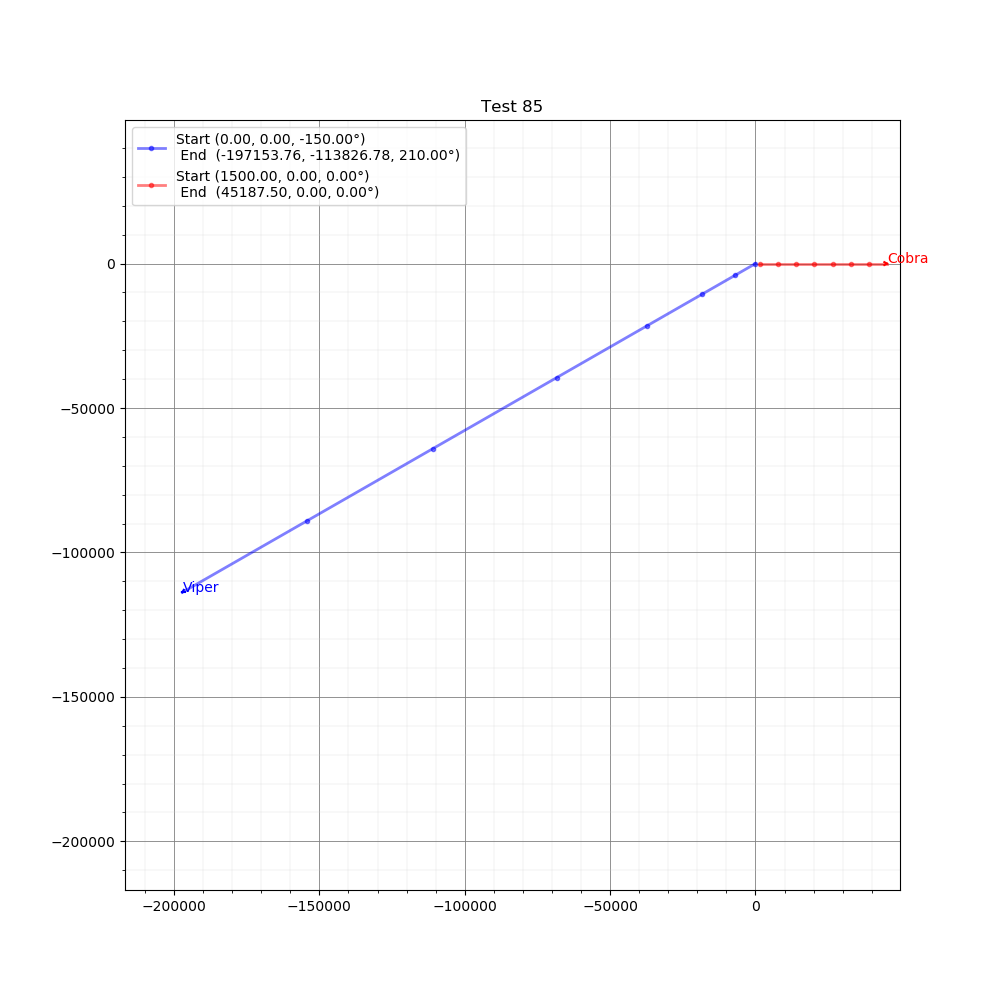 Test 85
Start (0.00, 0.00, -150.00°)
End  (-197153.76, -113826.78, 210.00°)
Start (1500.00, 0.00, 0.00°)
End  (45187.50, 0.00, 0.00°)
Cobra
Viper
0
−50000
−100000
−150000
−200000
−200000
−150000
−100000
−50000
0